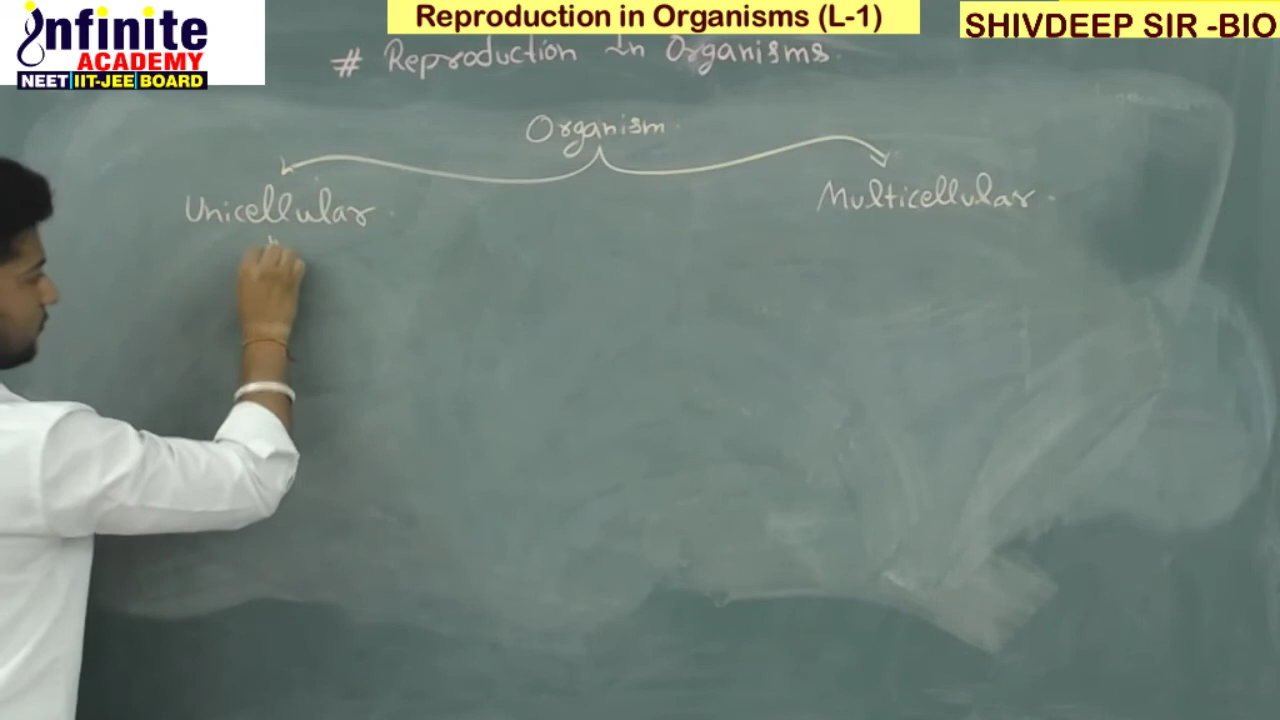 Infinite
ACADEMY
NEET IIT-JEE BOARD
Reproduction in Organisms (L-1)
SHIVDEEP SIR -BIO
# Reproduction in Organisms.
Organism.
Unicellular.
Multicellular.